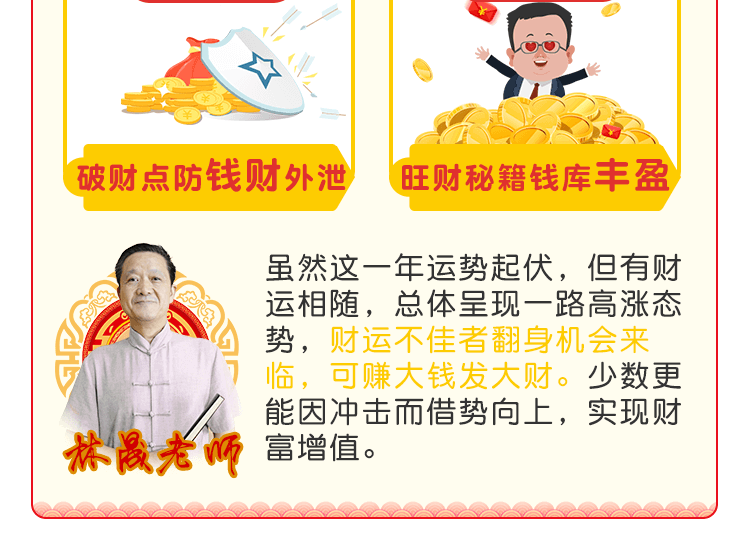 破财点防钱财外泄
旺财秘籍钱库丰盈
虽然这一年运势起伏，但有财
运相随，总体呈现一路高涨态
势，财运不佳者翻身机会来
临，可赚大钱发大财。少数更
能因冲击而借势向上，实现财
富增值。
林晟老师